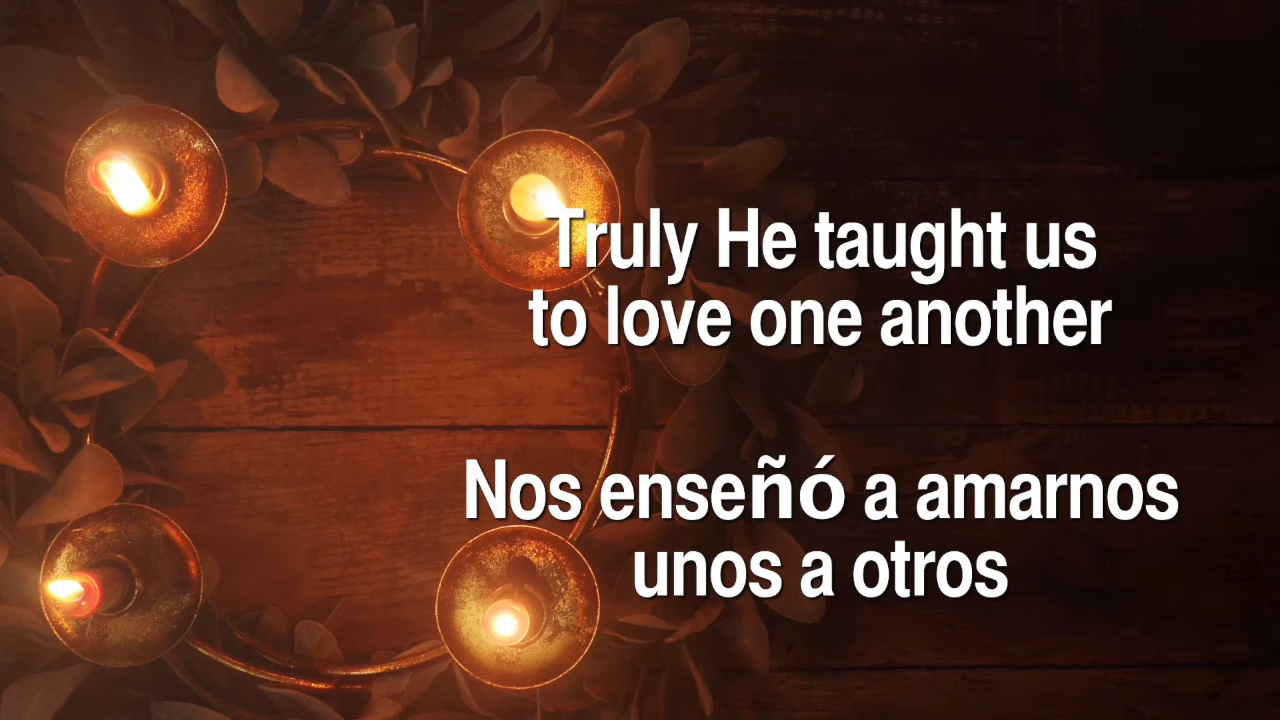 Truly He taught us
to love one another
Nos enseñó a amarnos
unos a otros